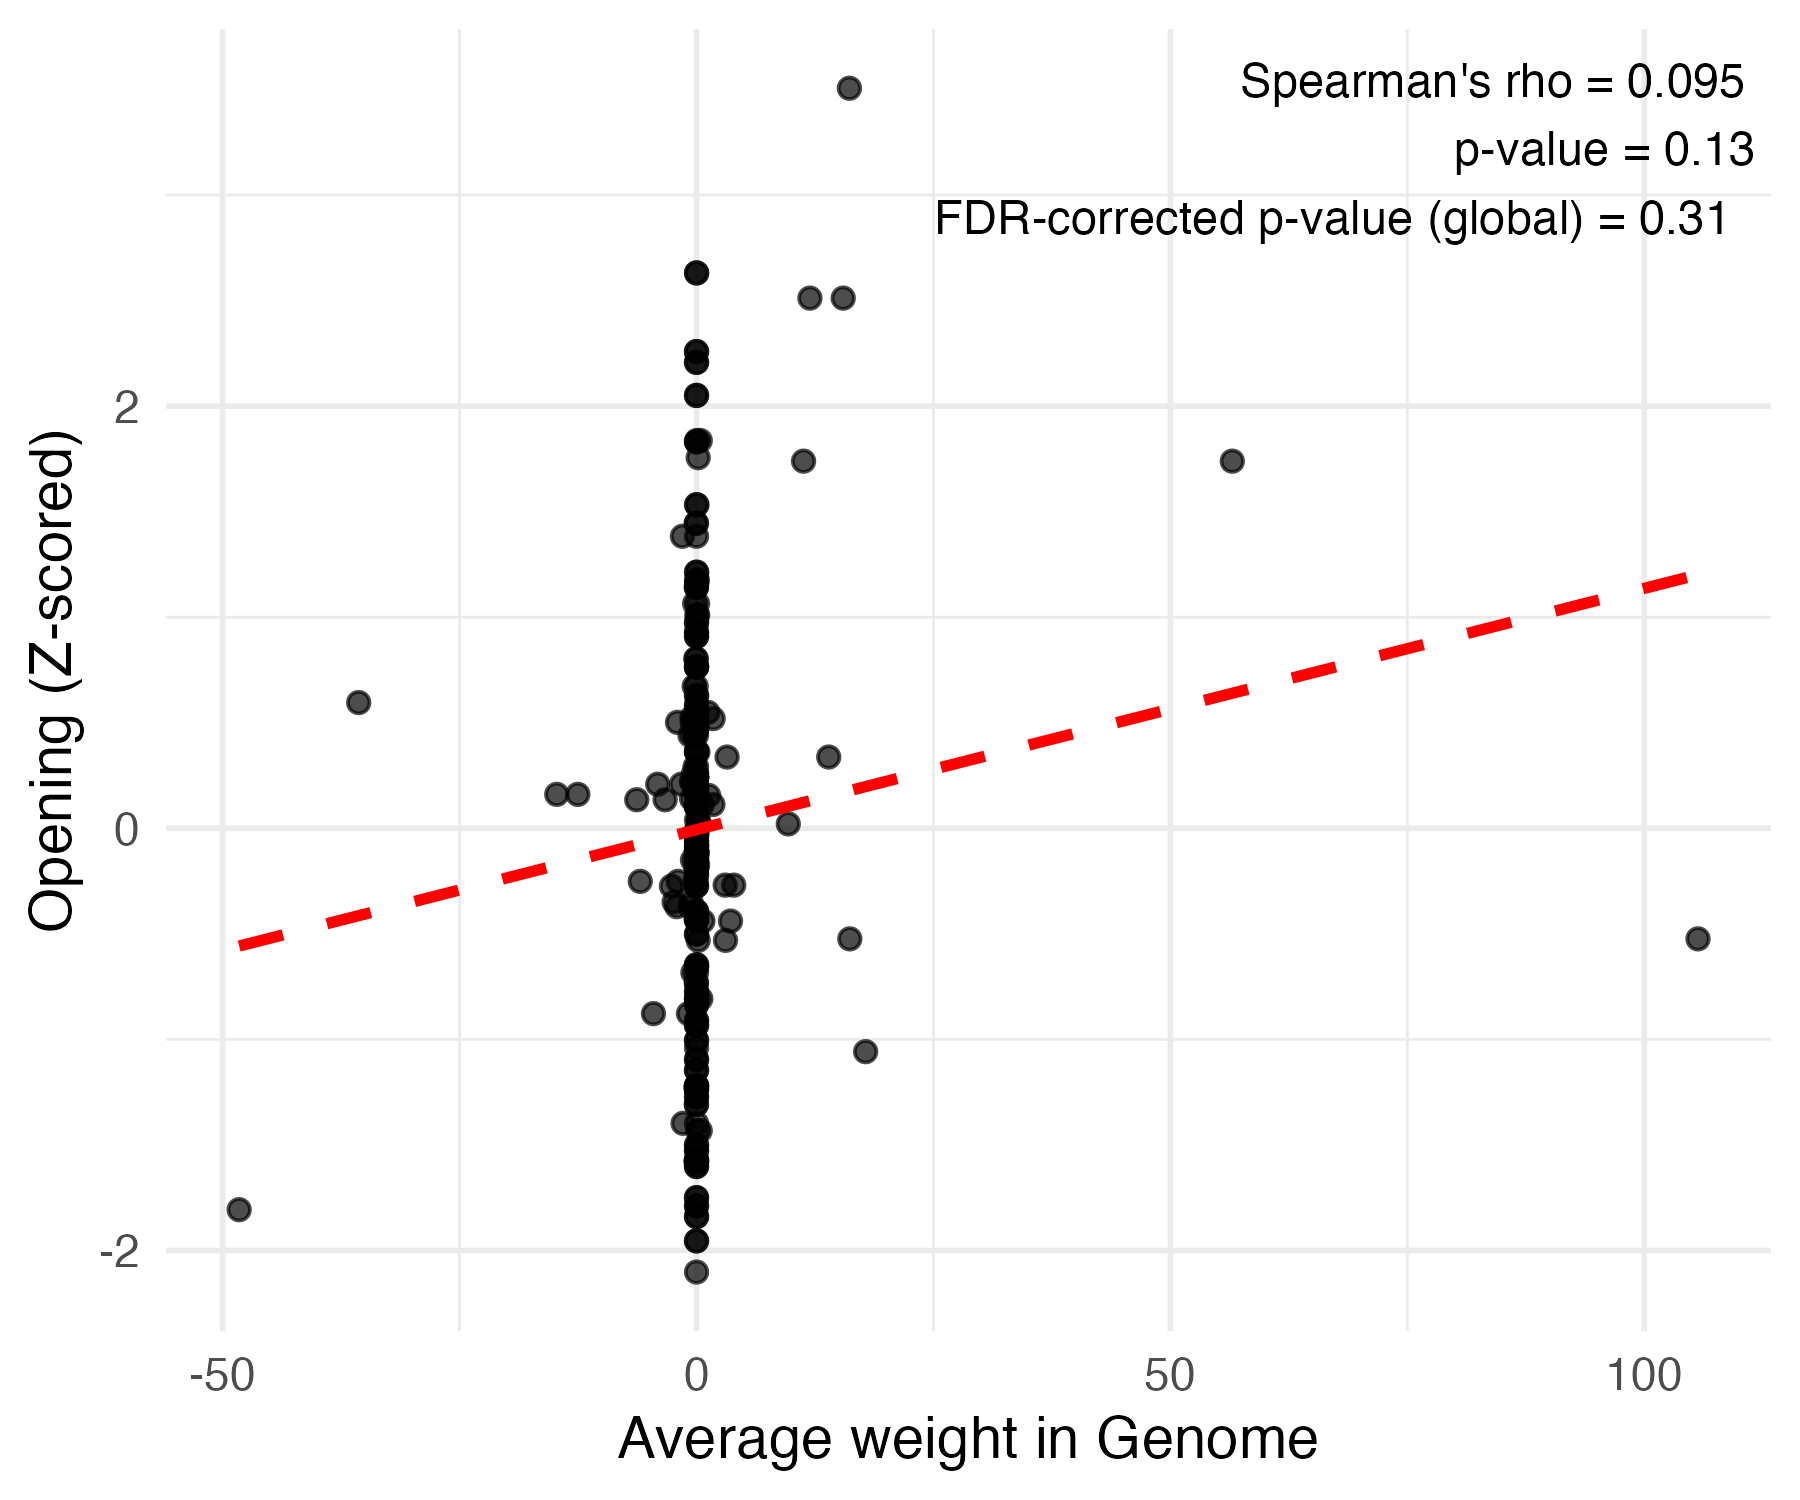 Spearman's rho = 0.095
p-value = 0.13
FDR-corrected p-value (global) = 0.31
Opening (Z-scored)
2
0
-2
-50
0
50
100
Average weight in Genome